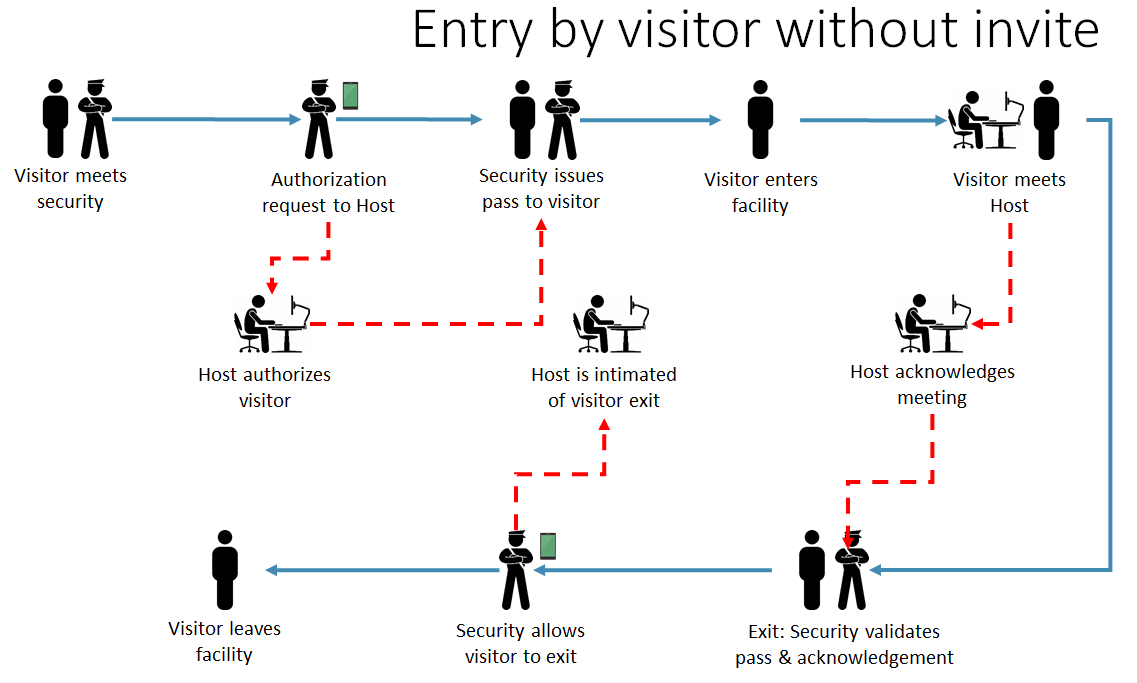 Entry by visitor without invite
Visitor meets
security
Authorization
request to Host
Security issues
pass to visitor
Visitor enters
facility
Visitor meets
Host
Host authorizes
visitor
Host is intimated
of visitor exit
Host acknowledges
meeting
Visitor leaves
facility
Security allows
visitor to exit
Exit: Security validates
pass & acknowledgement